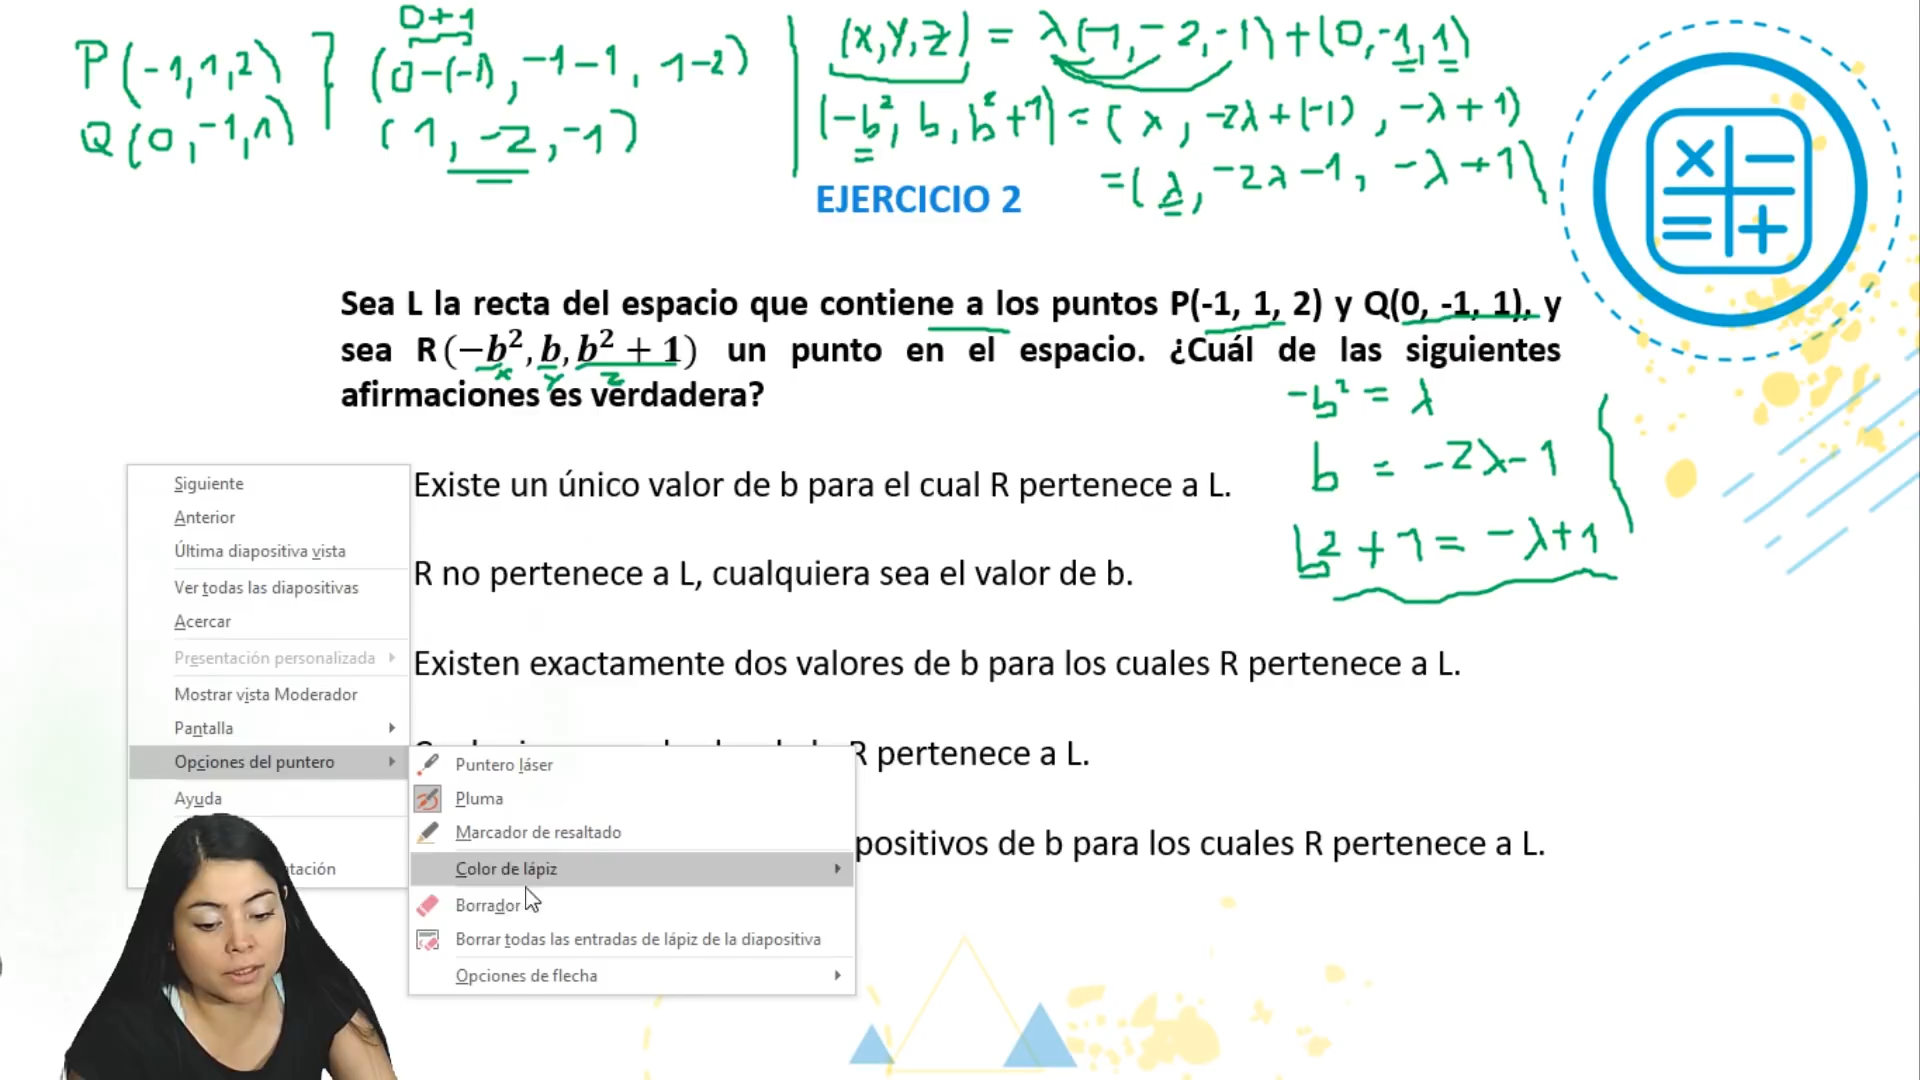 0+1
P(-1,1,2)
Q(0,-1,1)
(0-(-1), -1-1, 1-2)
(1, -2, -1)
(x,y,z) = λ(-1,-2,-1)+(0,-1,1)
(-b², b, b²+1) = (λ, -2λ+(-1), -λ+1)
=(λ, -2λ-1, -λ+1)
EJERCICIO 2
Sea L la recta del espacio que contiene a los puntos P(-1, 1, 2) y Q(0, -1, 1), y
sea R(−b², b, b² + 1) un punto en el espacio. ¿Cuál de las siguientes
x y z
afirmaciones es verdadera?
-b² = λ
b = -2λ-1
b²+1 = -λ+1
Existe un único valor de b para el cual R pertenece a L.
R no pertenece a L, cualquiera sea el valor de b.
Existen exactamente dos valores de b para los cuales R pertenece a L.
R pertenece a L.
positivos de b para los cuales R pertenece a L.
Siguiente
Anterior
Última diapositiva vista
Ver todas las diapositivas
Acercar
Presentación personalizada
Mostrar vista Moderador
Pantalla
Opciones del puntero
Ayuda
ntación
Puntero láser
Pluma
Marcador de resaltado
Color de lápiz
Borrador
Borrar todas las entradas de lápiz de la diapositiva
Opciones de flecha